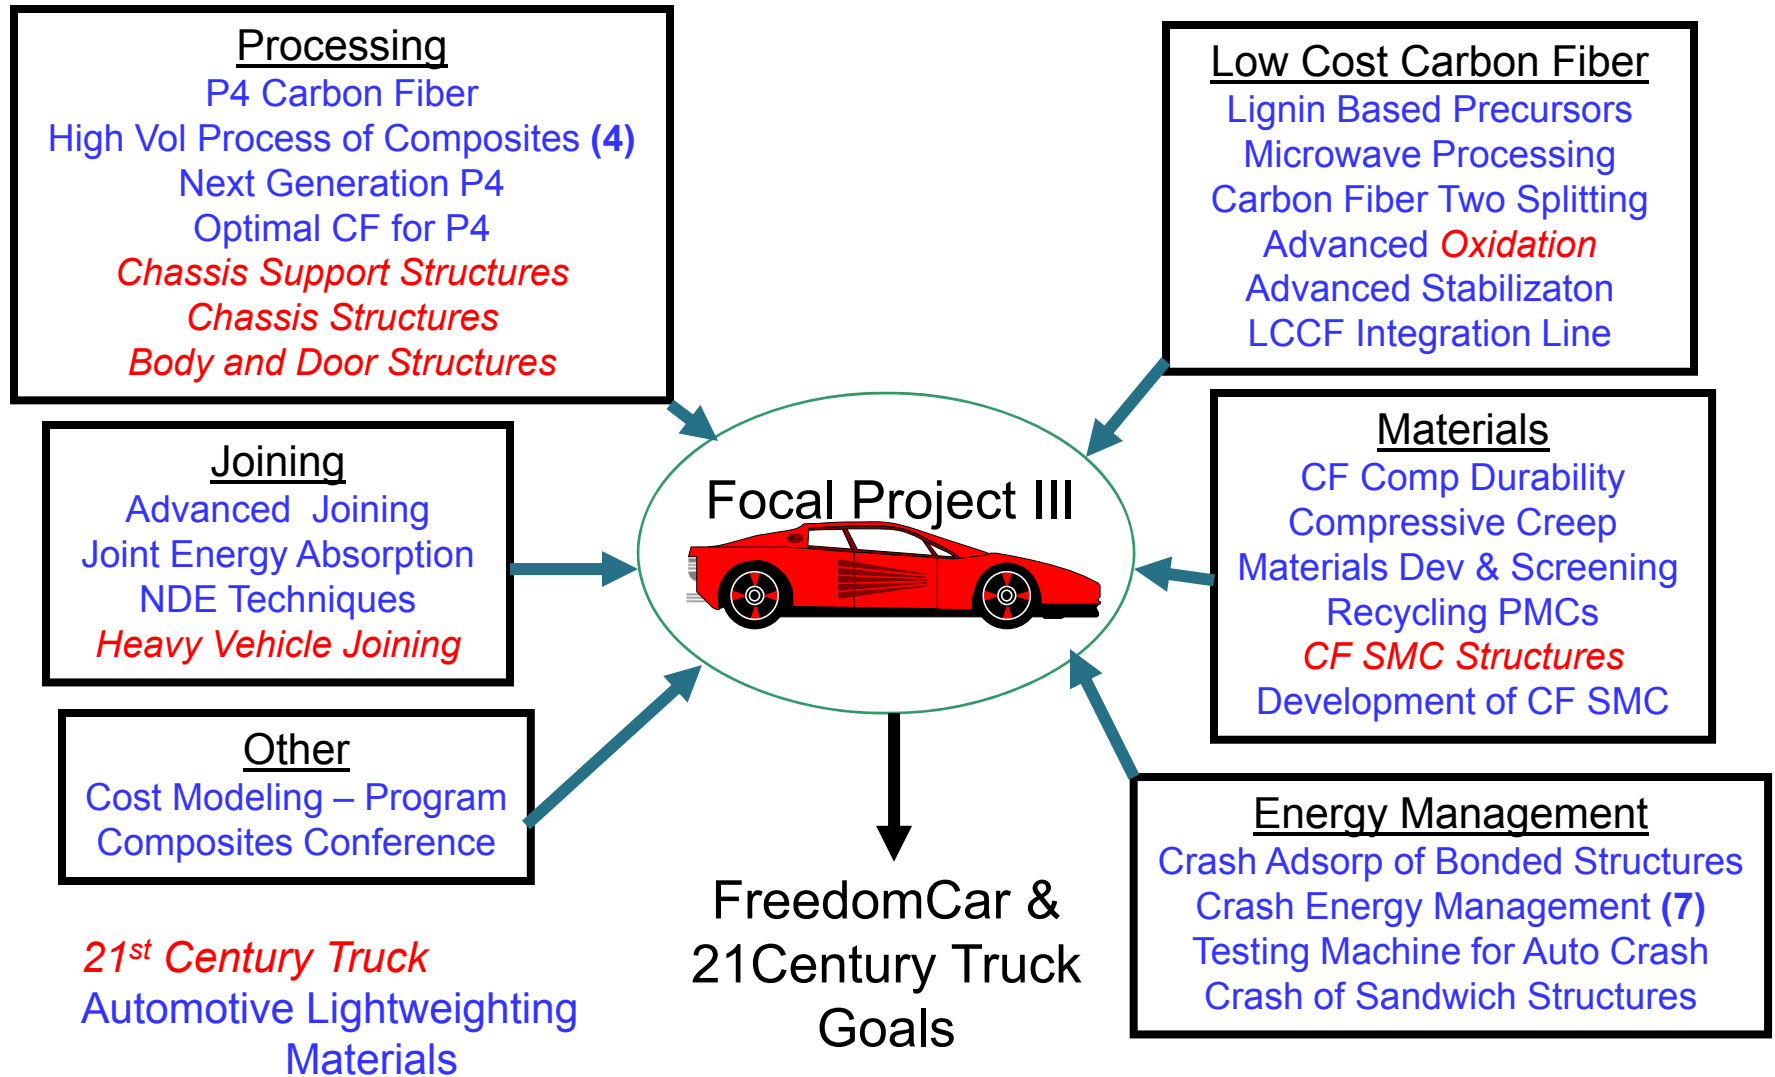 Processing
P4 Carbon Fiber
High Vol Process of Composites (4)
Next Generation P4
Optimal CF for P4
Chassis Support Structures
Chassis Structures
Body and Door Structures
Low Cost Carbon Fiber
Lignin Based Precursors
Microwave Processing
Carbon Fiber Two Splitting
Advanced Oxidation
Advanced Stabilizaton
LCCF Integration Line
Joining
Advanced  Joining
Joint Energy Absorption
NDE Techniques
Heavy Vehicle Joining
Focal Project III
Materials
CF Comp Durability
Compressive Creep
Materials Dev & Screening
Recycling PMCs
CF SMC Structures
Development of CF SMC
Other
Cost Modeling – Program
Composites Conference
Energy Management
Crash Adsorp of Bonded Structures
Crash Energy Management (7)
Testing Machine for Auto Crash
Crash of Sandwich Structures
FreedomCar &
21Century Truck
Goals
21st Century Truck
Automotive Lightweighting
Materials